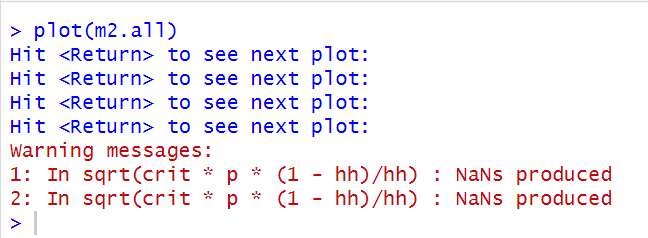 > plot(m2.all)
Hit <Return> to see next plot:
Hit <Return> to see next plot:
Hit <Return> to see next plot:
Hit <Return> to see next plot:
Warning messages:
1: In sqrt(crit * p * (1 - hh)/hh) : NaNs produced
2: In sqrt(crit * p * (1 - hh)/hh) : NaNs produced
>